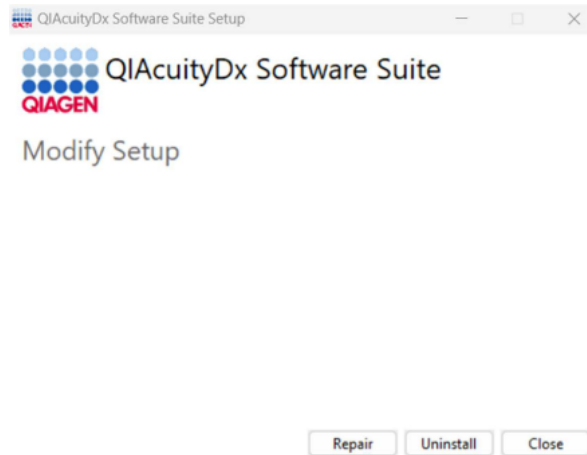 QIAcuityDx Software Suite Setup
QIAGEN
QIAcuityDx Software Suite
Modify Setup
Repair Uninstall Close